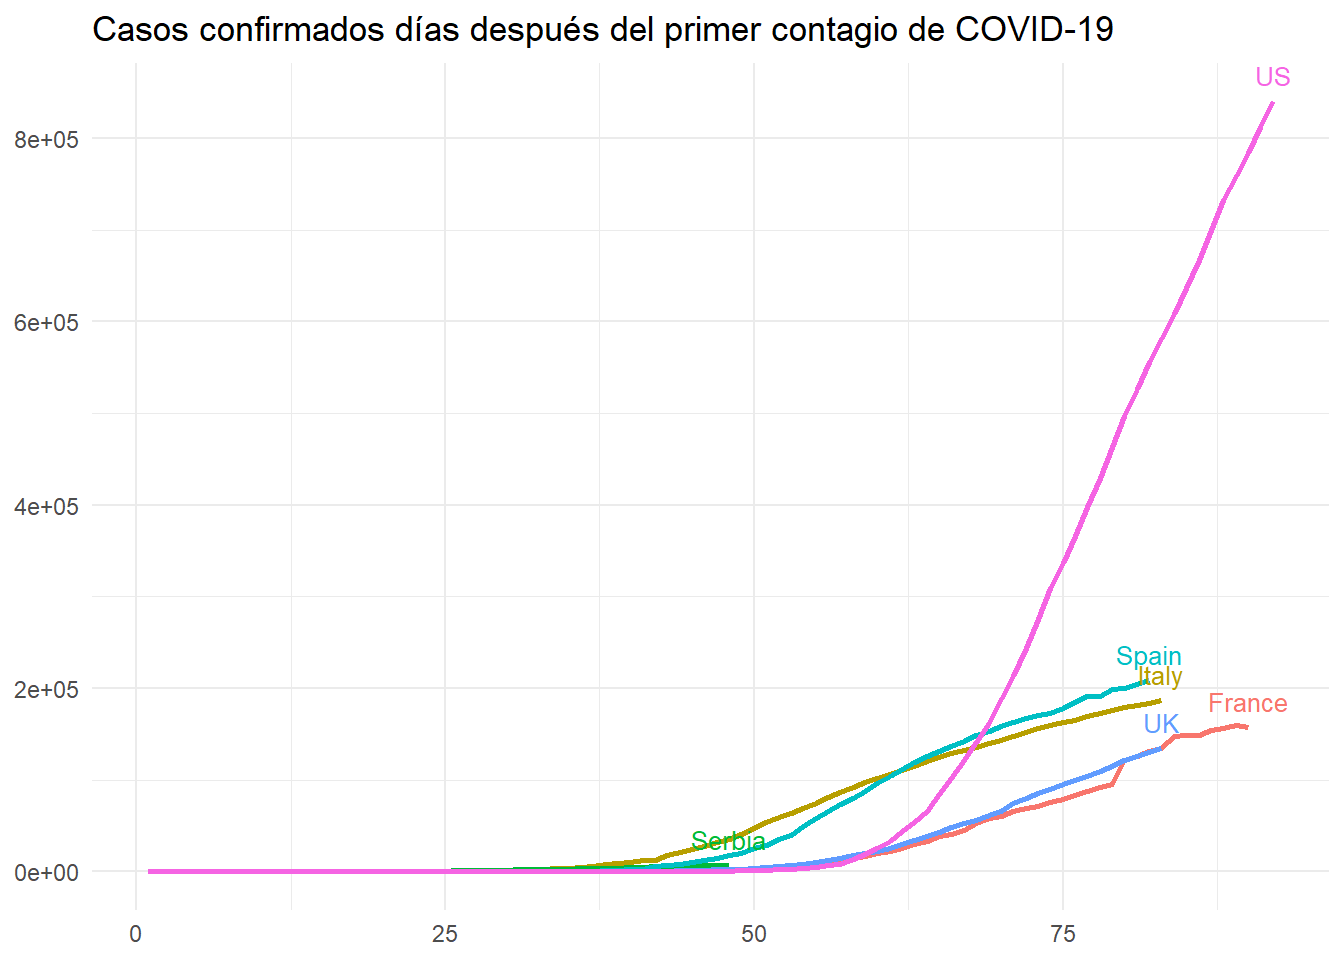 Casos confirmados días después del primer contagio de COVID-19
US
8e+05
6e+05
4e+05
Spain
Italy
2e+05
France
UK
Serbia
0e+00
0 25 50 75